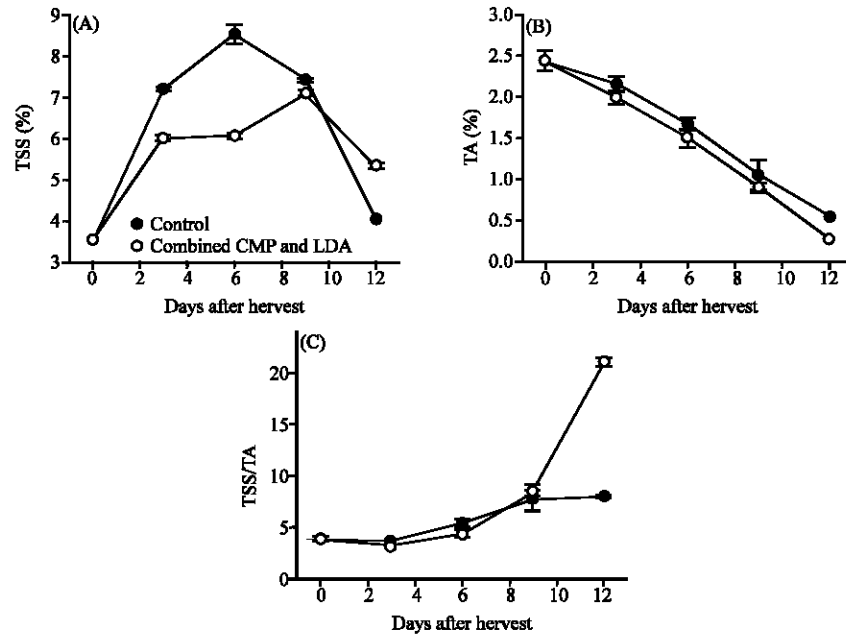 (A)
9
8
7
6
5
4
3
TSS (%)
Control
Combined CMP and LDA
0 2 4 6 8 10 12
Days after hervest
(B)
3.0
2.5
2.0
1.5
1.0
0.5
0.0
TA (%)
0 2 4 6 8 10 12
Days after hervest
(C)
20
15
10
5
0
TSS/TA
0 2 4 6 8 10 12
Days after hervest